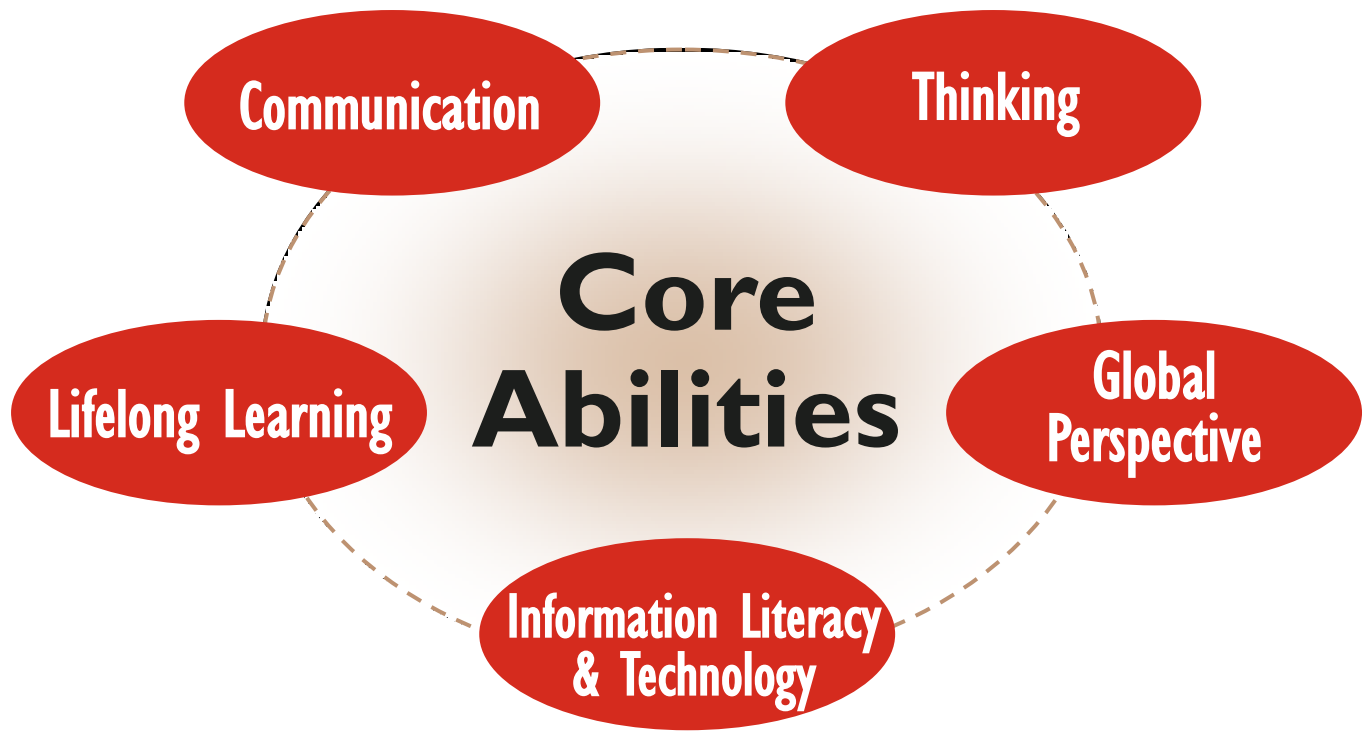 Communication
Thinking
Core
Abilities
Lifelong Learning
Global
Perspective
Information Literacy
& Technology